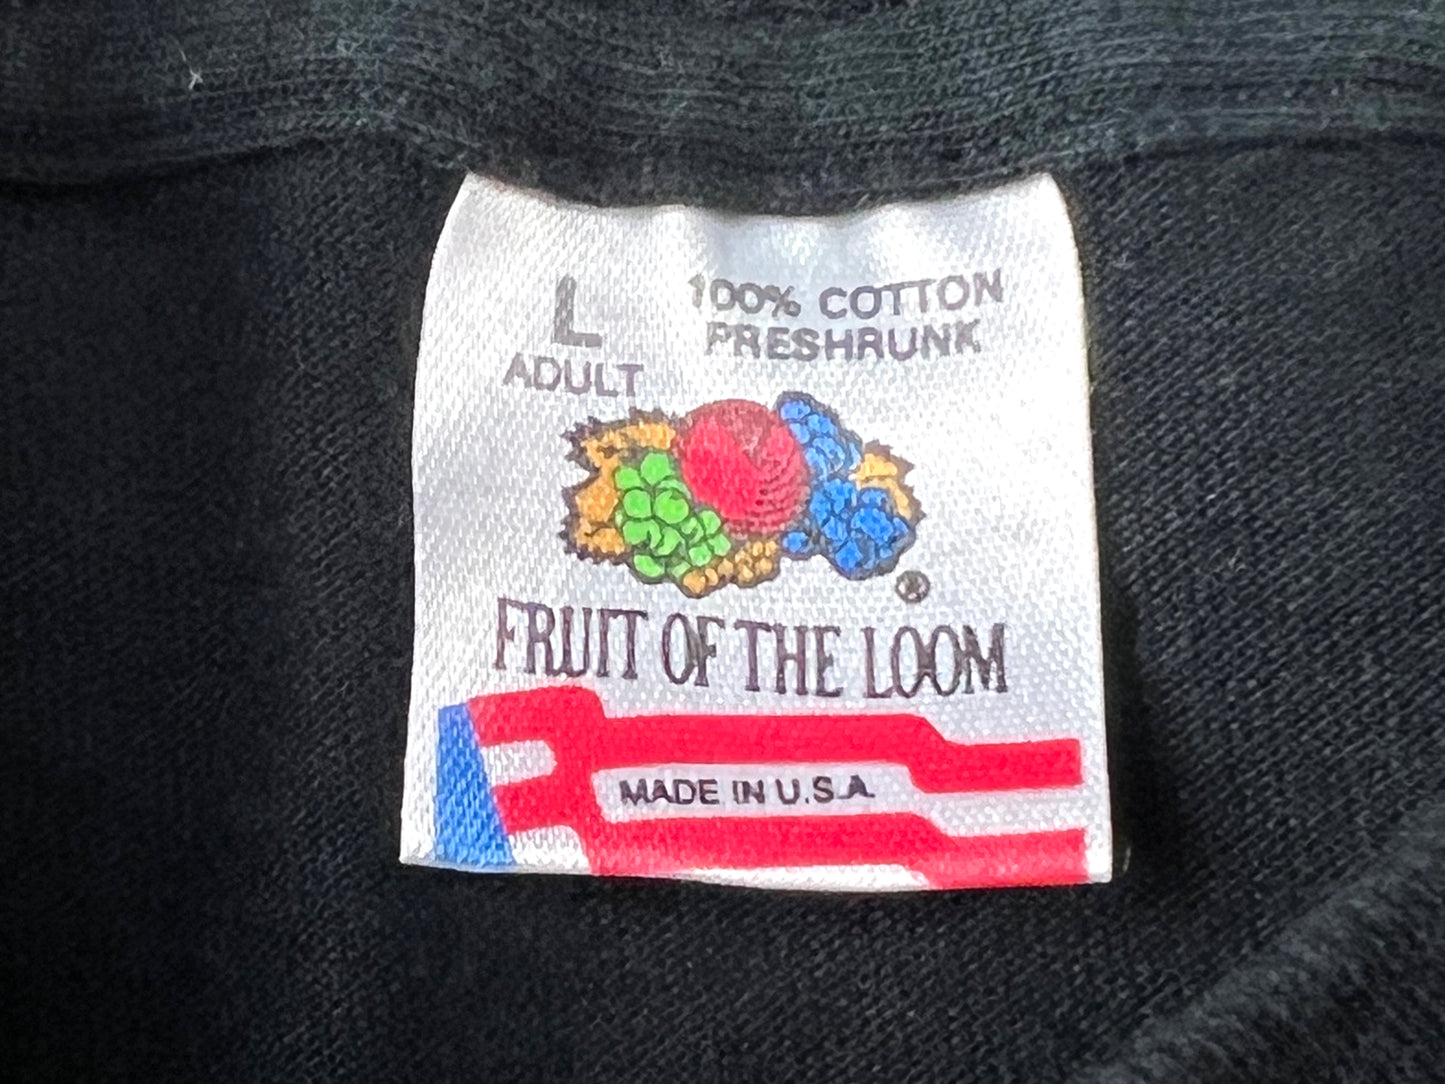 L
ADULT
100% COTTON
PRESHRUNK
®
FRUIT OF THE LOOM
MADE IN U.S.A.